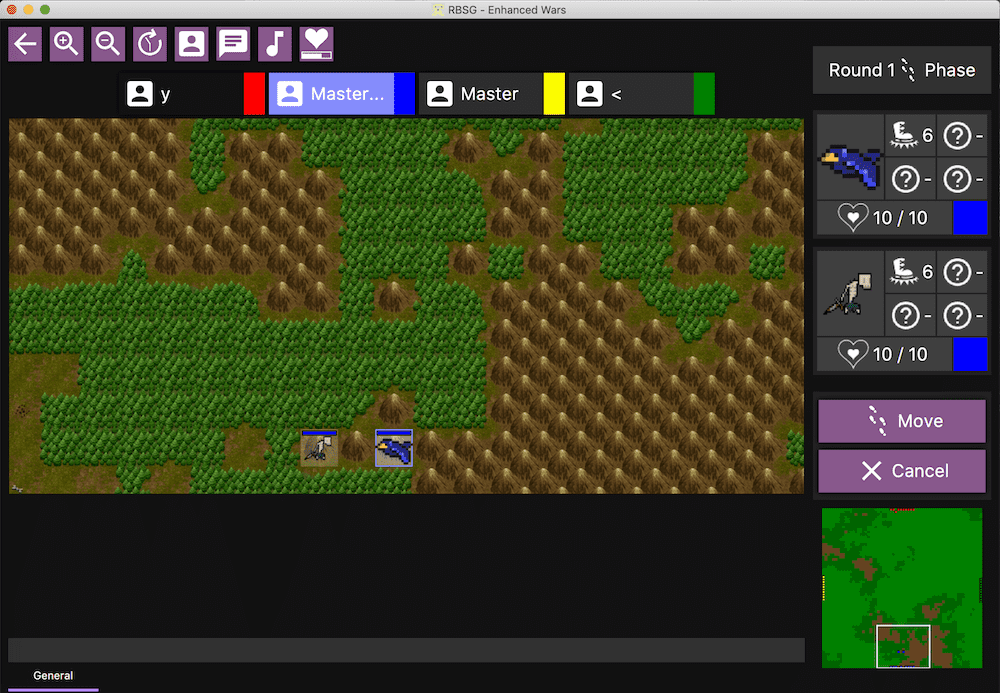 RBSG - Enhanced Wars
Round 1 Phase
y
Master...
Master
<
6
? -
? -
? -
10 / 10
6
? -
? -
? -
10 / 10
Move
Cancel
General